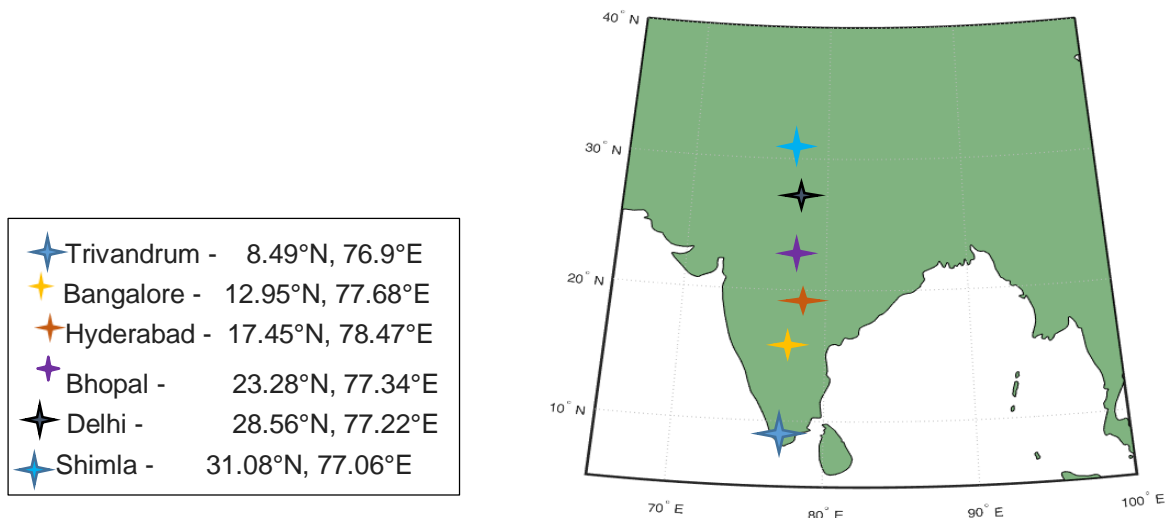 Trivandrum - 8.49°N, 76.9°E
Bangalore - 12.95°N, 77.68°E
Hyderabad - 17.45°N, 78.47°E
Bhopal - 23.28°N, 77.34°E
Delhi - 28.56°N, 77.22°E
Shimla - 31.08°N, 77.06°E
40° N
30° N
20° N
10° N
70° E
80° E
90° E
100° E